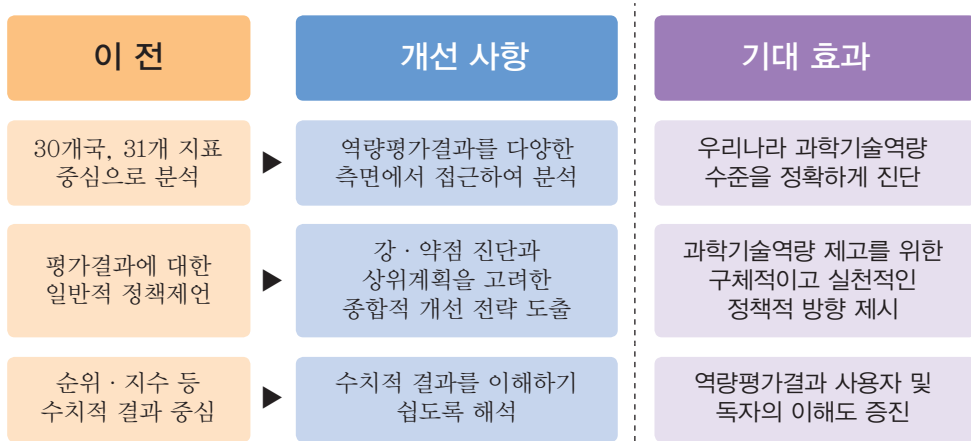 이 전
개선 사항
기대 효과
30개국, 31개 지표
중심으로 분석
역량평가결과를 다양한
측면에서 접근하여 분석
우리나라 과학기술역량
수준을 정확하게 진단
평가결과에 대한
일반적 정책제언
강 · 약점 진단과
상위계획을 고려한
종합적 개선 전략 도출
과학기술역량 제고를 위한
구체적이고 실천적인
정책적 방향 제시
순위 · 지수 등
수치적 결과 중심
수치적 결과를 이해하기
쉽도록 해석
역량평가결과 사용자 및
독자의 이해도 증진